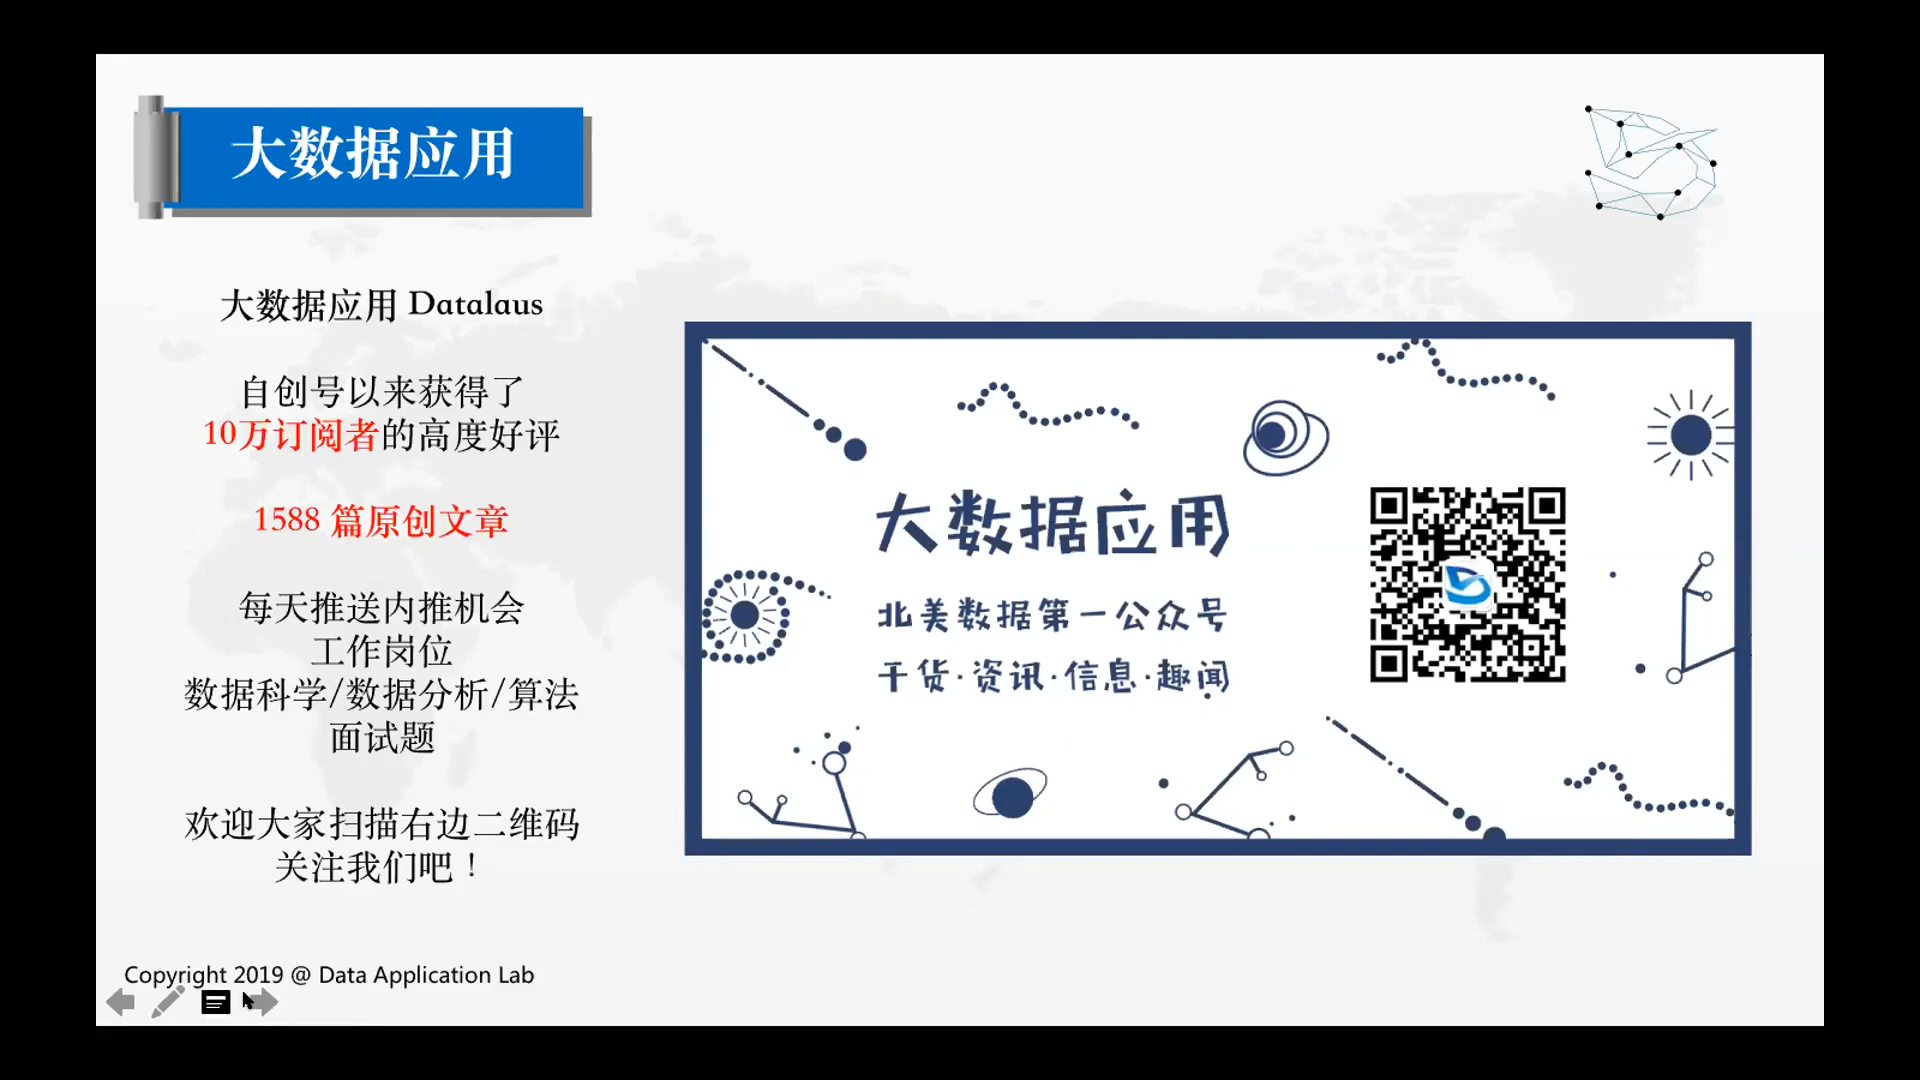 大数据应用
大数据应用 Datalaus
自创号以来获得了
10万订阅者的高度好评
1588 篇原创文章
每天推送内推机会
工作岗位
数据科学/数据分析/算法
面试题
欢迎大家扫描右边二维码
关注我们吧！
大数据应用
北美数据第一公众号
干货·资讯·信息·趣闻
Copyright 2019 @ Data Application Lab